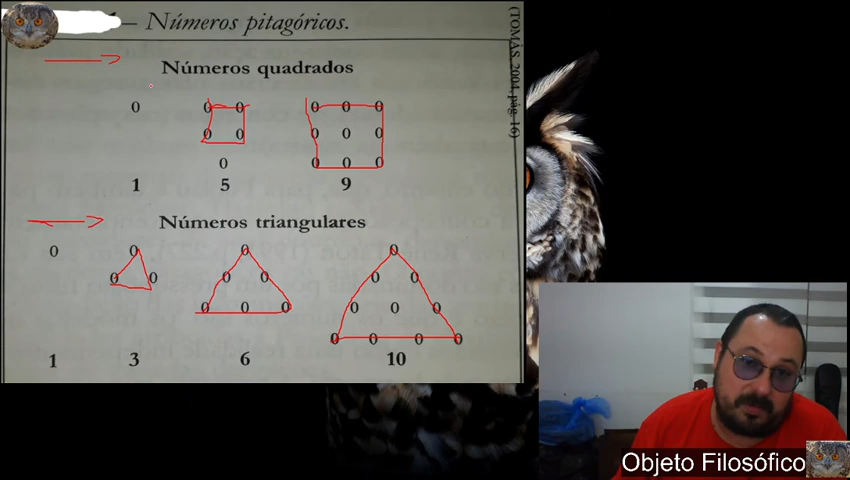 – Números pitagóricos.
(TOMÁS, 2004, pág. 16)
Números quadrados
0 0 0 0 0 0
0 0 0 0 0
0 0 0 0
1 5 9
Números triangulares
0 0 0 0
0 0 0 0 0 0
0 0 0 0 0 0
0 0 0 0
1 3 6 10
Objeto Filosófico